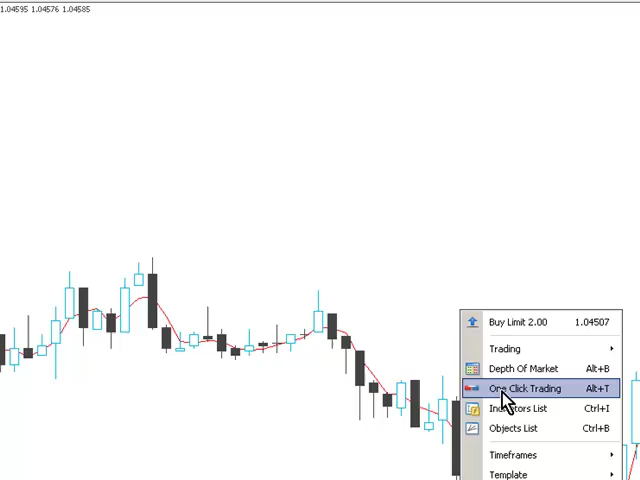 1.04595 1.04576 1.04585
Buy Limit 2.00 1.04507
Trading
Depth Of Market Alt+B
One Click Trading Alt+T
Indicators List Ctrl+I
Objects List Ctrl+B
Timeframes
Template